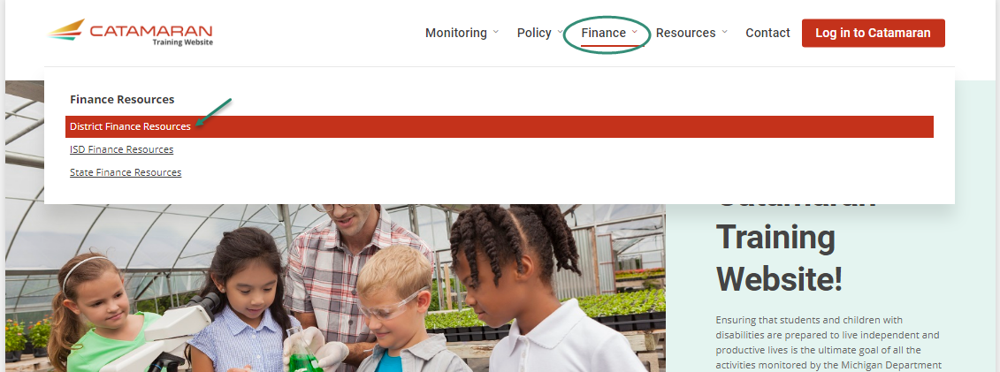 CATAMARAN
Training Website
Monitoring Policy Finance Resources Contact Log in to Catamaran
Finance Resources
District Finance Resources
ISD Finance Resources
State Finance Resources
Catamaran
Training
Website!
Ensuring that students and children with
disabilities are prepared to live independent and
productive lives is the ultimate goal of all the
activities monitored by the Michigan Department